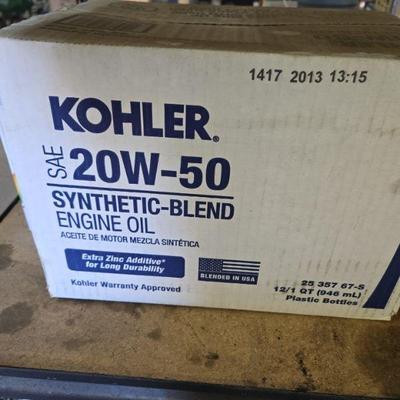 1417 2013 13:15
KOHLER®
SAE 20W-50
SYNTHETIC-BLEND
ENGINE OIL
ACEITE DE MOTOR MEZCLA SINTÉTICA
Extra Zinc Additive*
for Long Durability
BLENDED IN USA
Kohler Warranty Approved
25 357 67-S
12/1 QT (946 mL)
Plastic Bottles